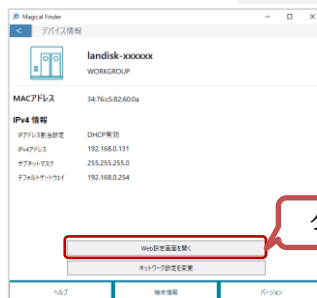 Magical Finder
< デバイス情報
landisk-xxxxxx
WORKGROUP
MACアドレス 34:76:c5:82:60:0a
IPv4 情報
IPアドレス割当設定 DHCP有効
IPv4アドレス 192.168.0.131
サブネットマスク 255.255.255.0
デフォルトゲートウェイ 192.168.0.254
Web設定画面を開く
ネットワーク設定を変更
ヘルプ 端末情報 バージョン